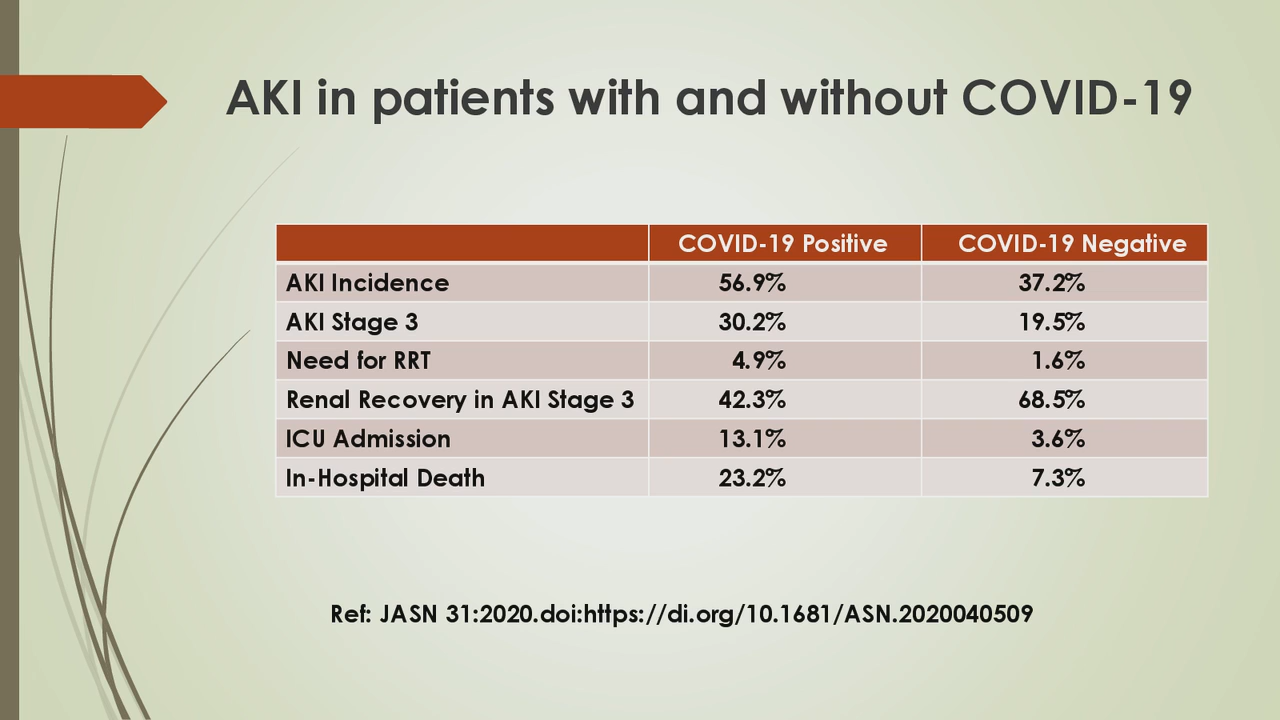 AKI in patients with and without COVID-19
COVID-19 Positive COVID-19 Negative
AKI Incidence 56.9% 37.2%
AKI Stage 3 30.2% 19.5%
Need for RRT 4.9% 1.6%
Renal Recovery in AKI Stage 3 42.3% 68.5%
ICU Admission 13.1% 3.6%
In-Hospital Death 23.2% 7.3%
Ref: JASN 31:2020.doi:https://di.org/10.1681/ASN.2020040509